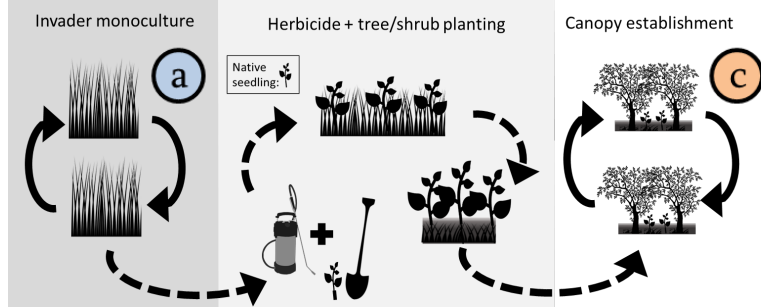 Invader monoculture
Herbicide + tree/shrub planting
Canopy establishment
a
Native
seedling:
c